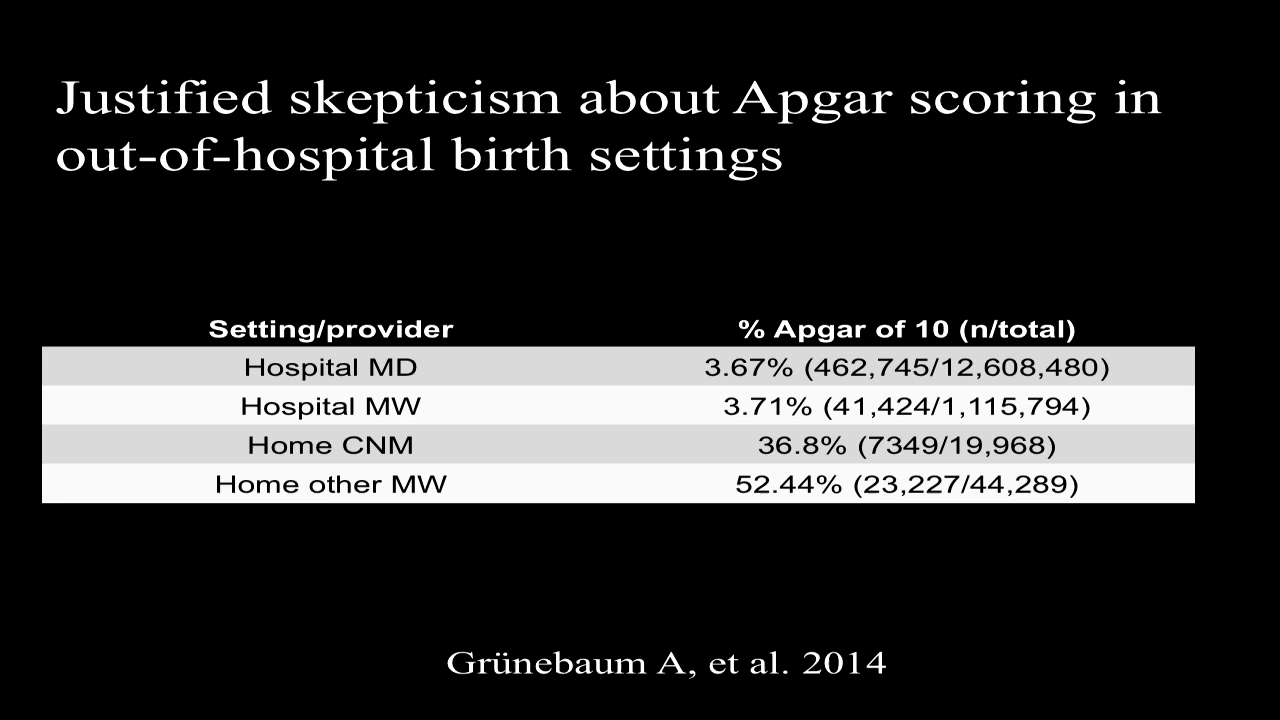 Justified skepticism about Apgar scoring in
out-of-hospital birth settings
Setting/provider % Apgar of 10 (n/total)
Hospital MD 3.67% (462,745/12,608,480)
Hospital MW 3.71% (41,424/1,115,794)
Home CNM 36.8% (7349/19,968)
Home other MW 52.44% (23,227/44,289)
Grünebaum A, et al. 2014